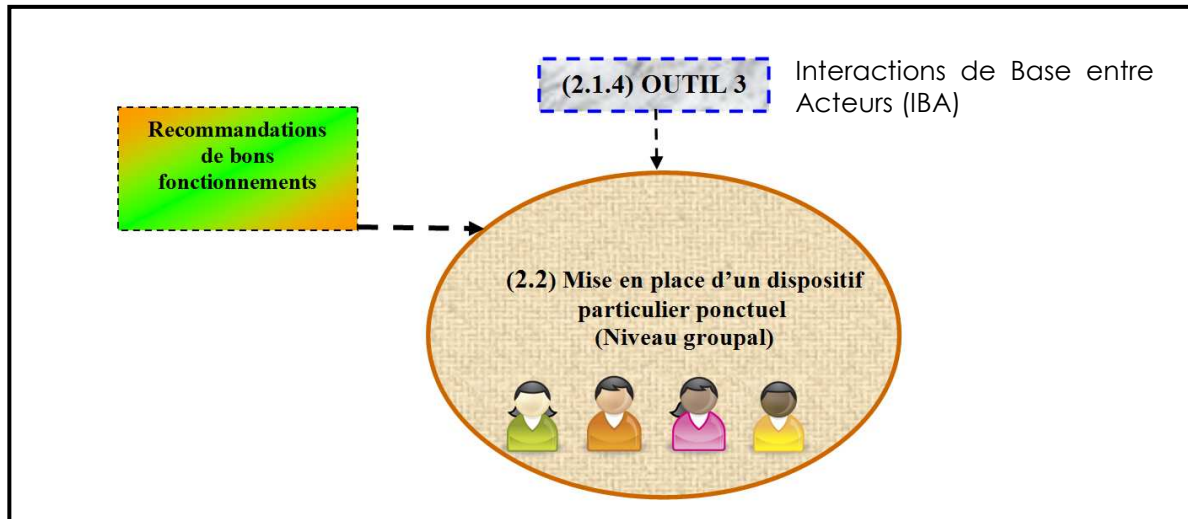 (2.1.4) OUTIL 3
Interactions de Base entre
Acteurs (IBA)
Recommandations
de bons
fonctionnements
(2.2) Mise en place d’un dispositif
particulier ponctuel
(Niveau groupal)